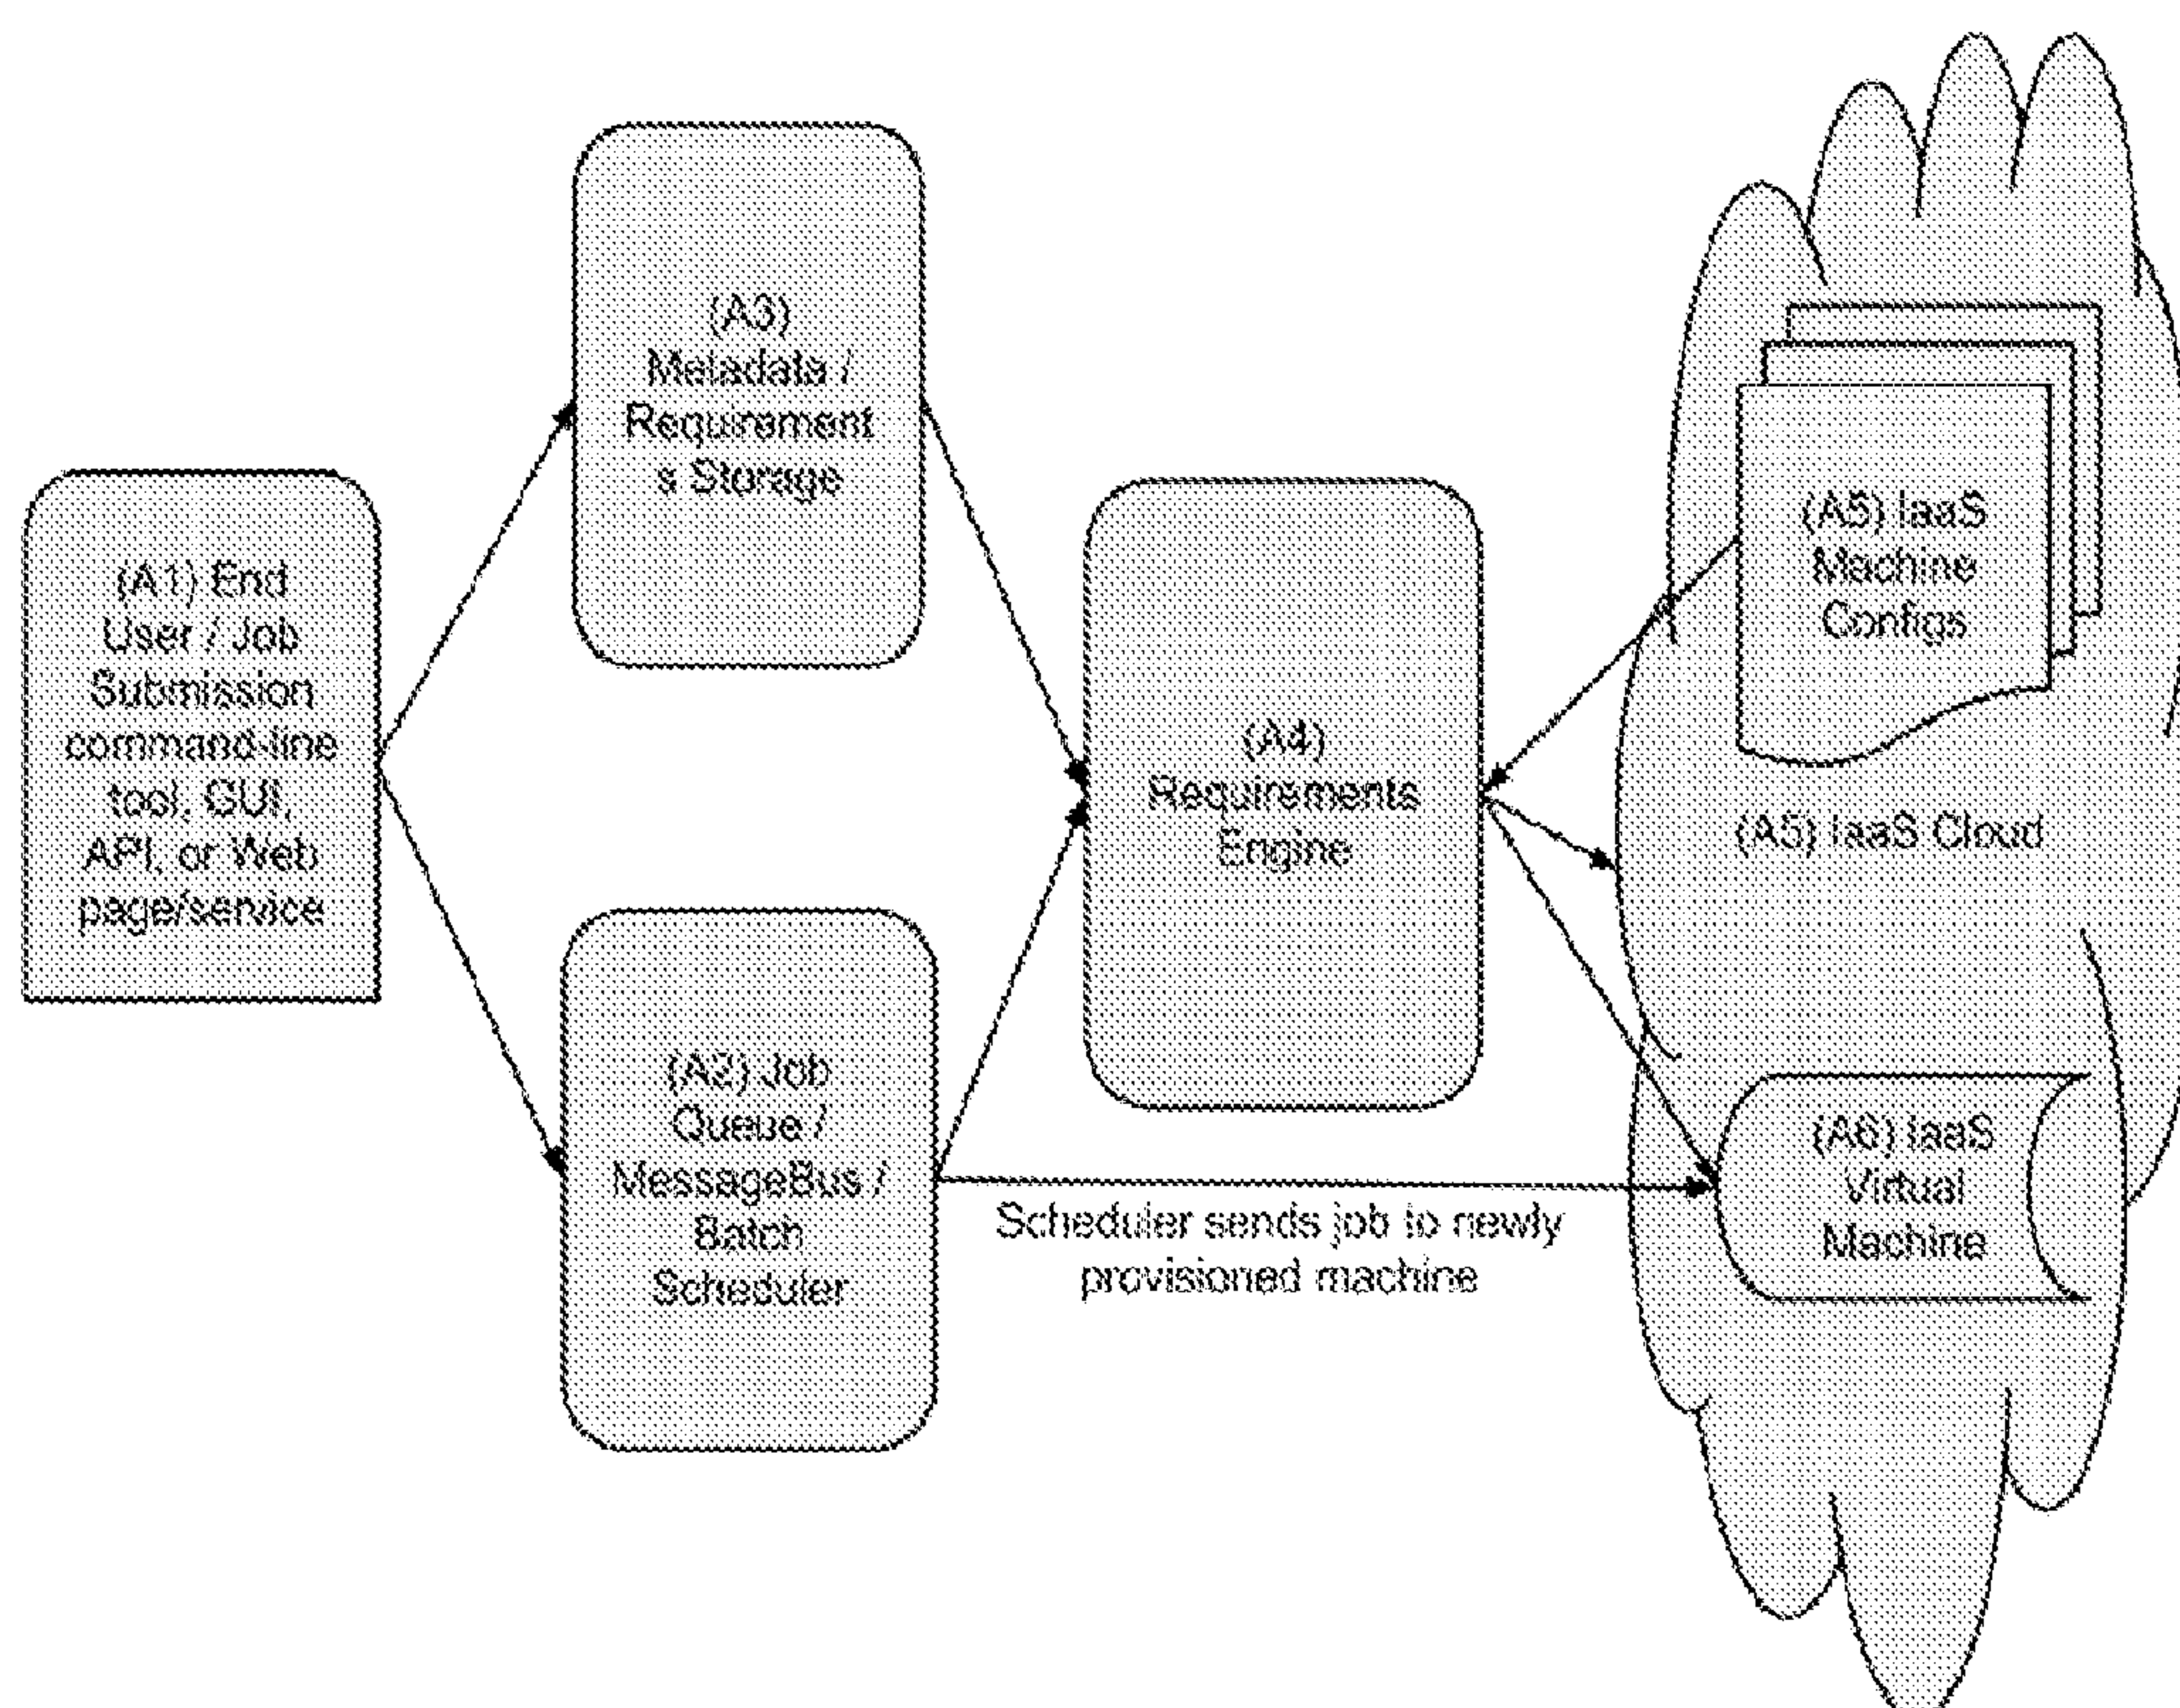 (A3)
Metadata /
Requirement
s Storage
(A1) End
User / Job
Submission
command-line
tool, GUI,
API, or Web
page/service
(A4)
Requirements
Engine
(A5) IaaS
Machine
Configs
(A5) IaaS Cloud
(A2) Job
Queue /
MessageBus /
Batch
Scheduler
Scheduler sends job to newly
provisioned machine
(A6) IaaS
Virtual
Machine